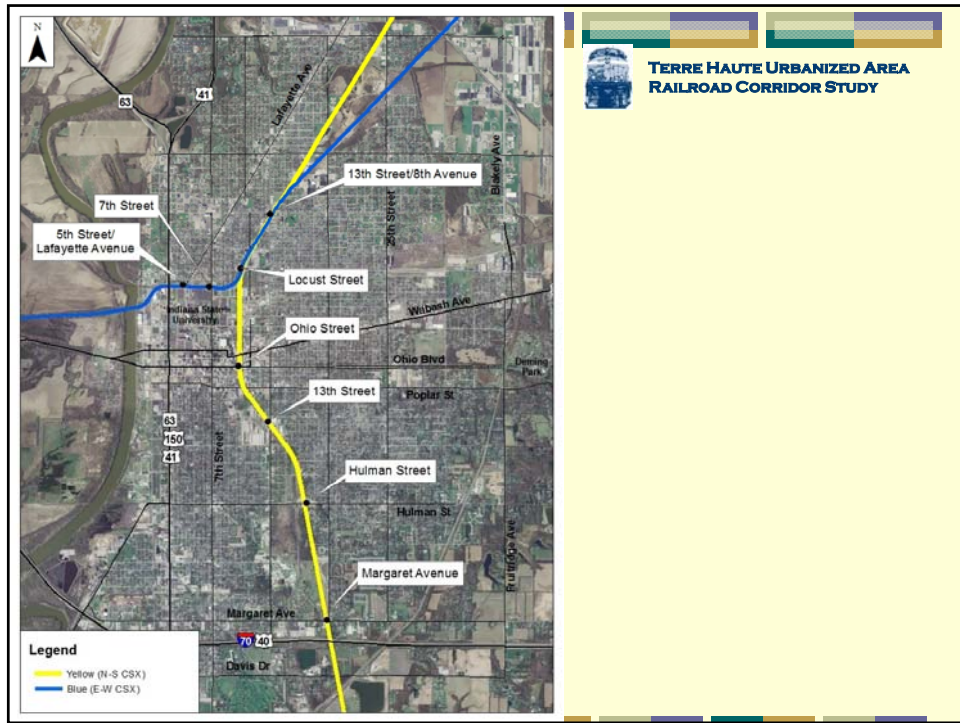 N
TERRE HAUTE URBANIZED AREA
RAILROAD CORRIDOR STUDY
63
41
Lafayette Ave
Blakely Ave
13th Street/8th Avenue
7th Street
25th Street
5th Street/
Lafayette Avenue
Locust Street
Indiana State
University
Wabash Ave
Ohio Street
Ohio Blvd
Deming
Park
Poplar St
13th Street
63
150
41
7th Street
Hulman Street
Hulman St
Fruitridge Ave
Margaret Avenue
Margaret Ave
70
40
Davis Dr
Legend
Yellow (N-S CSX)
Blue (E-W CSX)